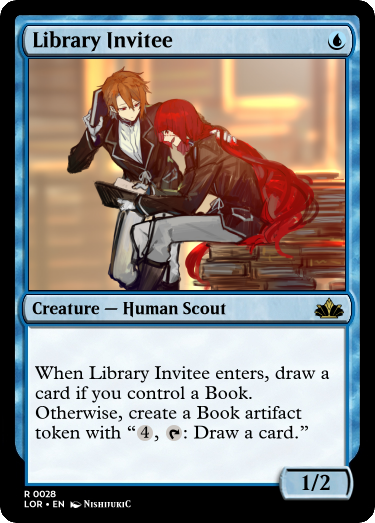 Library Invitee
Creature — Human Scout
When Library Invitee enters, draw a
card if you control a Book.
Otherwise, create a Book artifact
token with “4, : Draw a card.”
1/2
R 0028
LOR • EN NishijukiC